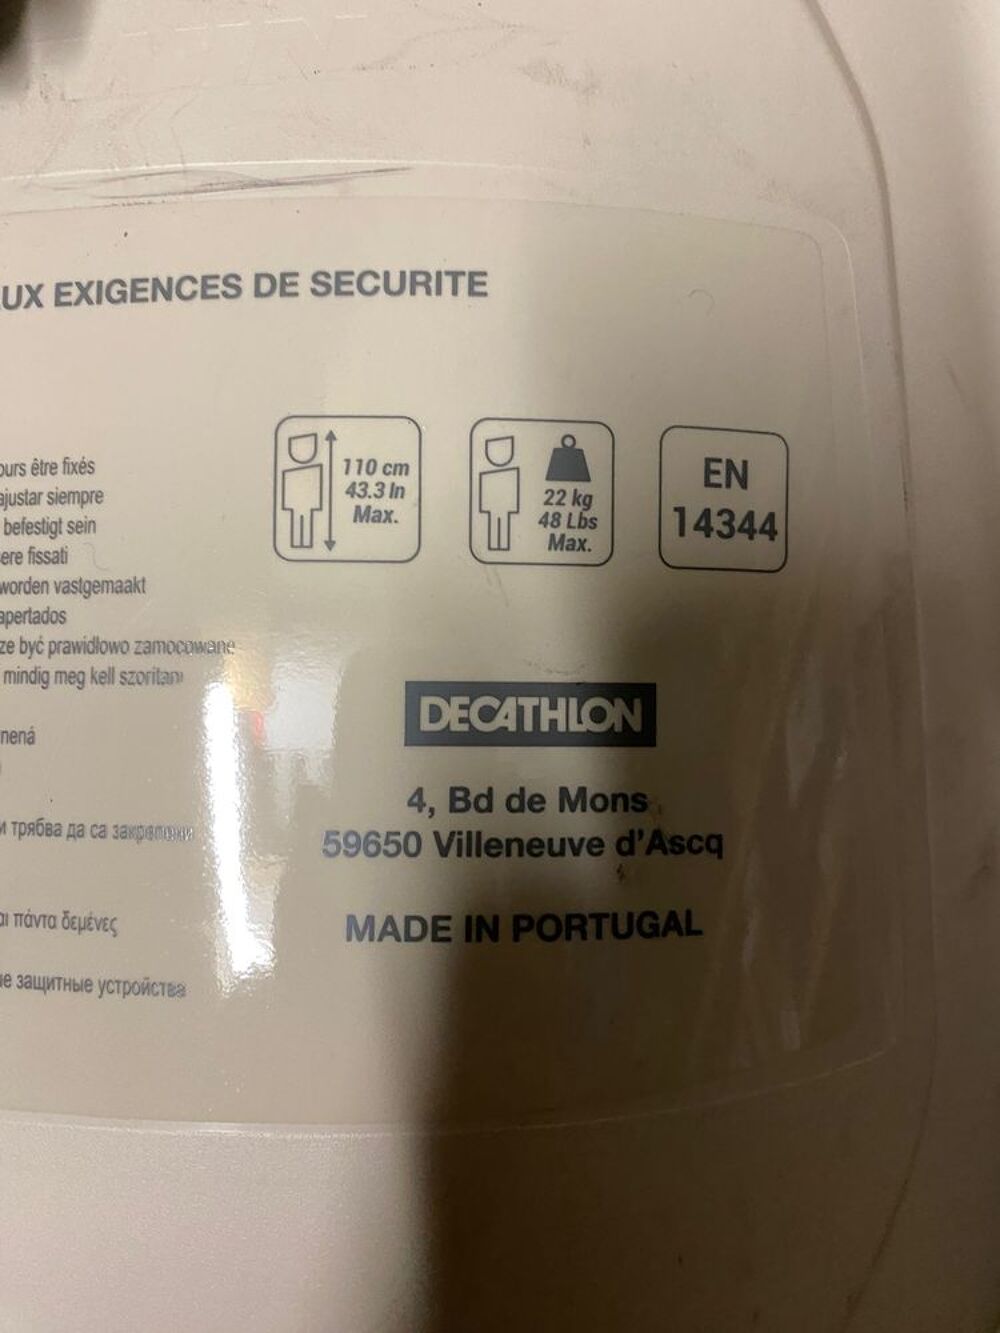 UX EXIGENCES DE SECURITE
110 cm
43.3 In
Max.
22 kg
48 Lbs
Max.
EN
14344
ours être fixés
ajustar siempre
befestigt sein
ere fissati
worden vastgemaakt
apertados
ze być prawidłowo zamocowane
mindig meg kell szorítani
nená
и трябва да са закрепени
αι πάντα δεμένες
ые защитные устройства
DECATHLON
4, Bd de Mons
59650 Villeneuve d'Ascq
MADE IN PORTUGAL